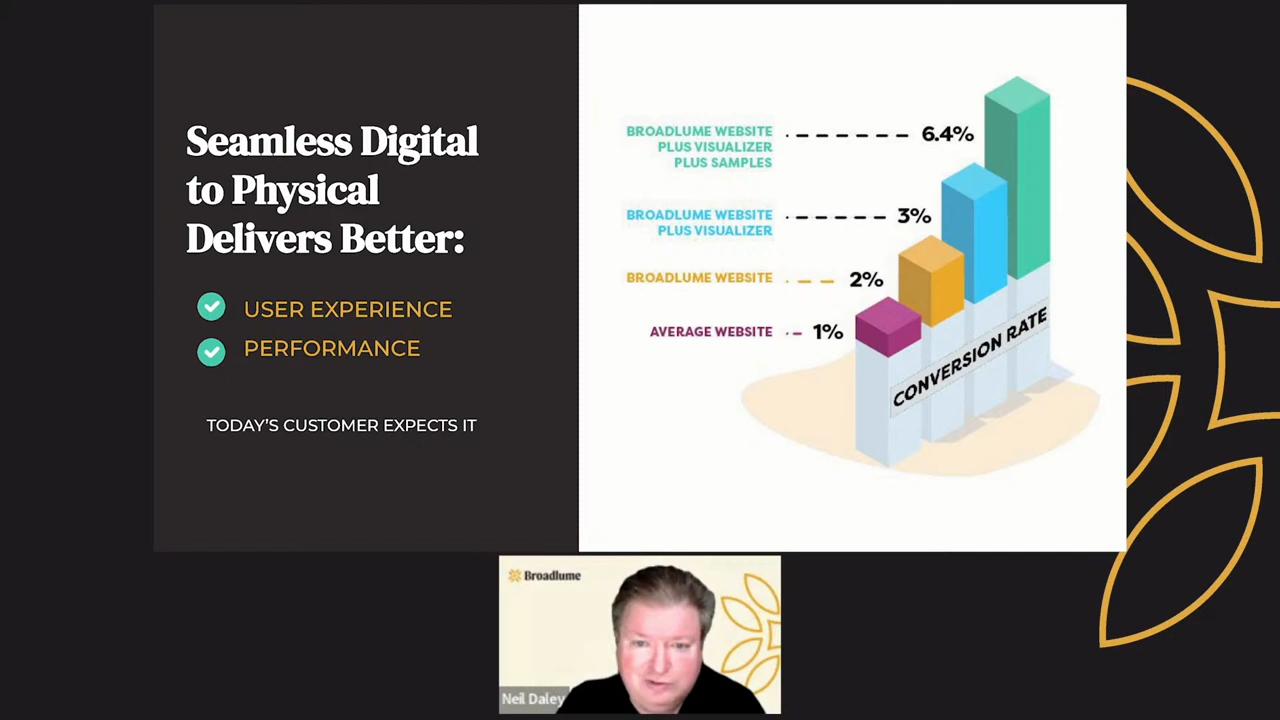 Seamless Digital
to Physical
Delivers Better:
USER EXPERIENCE
PERFORMANCE
TODAY'S CUSTOMER EXPECTS IT
BROADLUME WEBSITE
PLUS VISUALIZER
PLUS SAMPLES
6.4%
BROADLUME WEBSITE
PLUS VISUALIZER
3%
BROADLUME WEBSITE
2%
AVERAGE WEBSITE
1%
CONVERSION RATE
Broadlume
Neil Daley